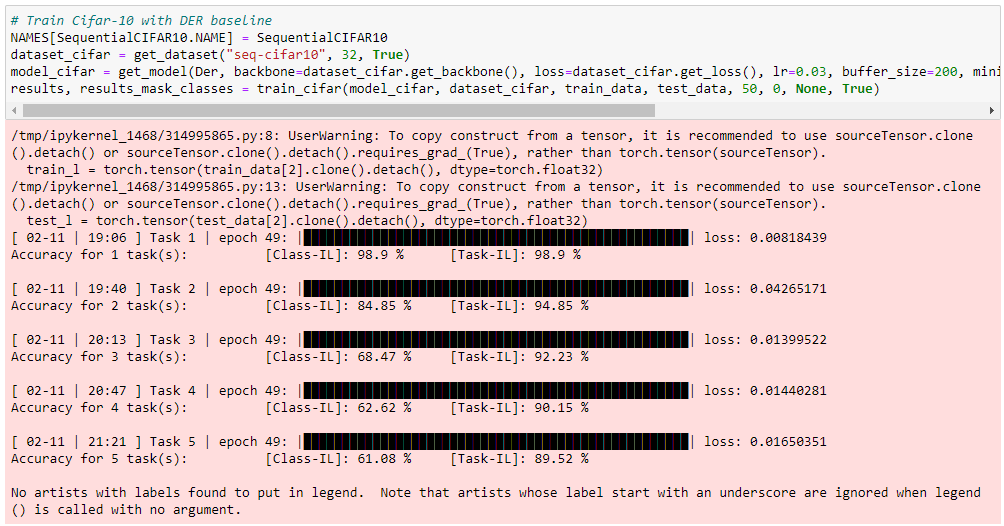 # Train Cifar-10 with DER baseline
NAMES[SequentialCIFAR10.NAME] = SequentialCIFAR10
dataset_cifar = get_dataset("seq-cifar10", 32, True)
model_cifar = get_model(Der, backbone=dataset_cifar.get_backbone(), loss=dataset_cifar.get_loss(), lr=0.03, buffer_size=200, mini
results, results_mask_classes = train_cifar(model_cifar, dataset_cifar, train_data, test_data, 50, 0, None, True)
/tmp/ipykernel_1468/314995865.py:8: UserWarning: To copy construct from a tensor, it is recommended to use sourceTensor.clone
().detach() or sourceTensor.clone().detach().requires_grad_(True), rather than torch.tensor(sourceTensor).
train_l = torch.tensor(train_data[2].clone().detach(), dtype=torch.float32)
/tmp/ipykernel_1468/314995865.py:13: UserWarning: To copy construct from a tensor, it is recommended to use sourceTensor.clone
().detach() or sourceTensor.clone().detach().requires_grad_(True), rather than torch.tensor(sourceTensor).
test_l = torch.tensor(test_data[2].clone().detach(), dtype=torch.float32)
[ 02-11 | 19:06 ] Task 1 | epoch 49: | | loss: 0.00818439
Accuracy for 1 task(s): [Class-IL]: 98.9 % [Task-IL]: 98.9 %
[ 02-11 | 19:40 ] Task 2 | epoch 49: | | loss: 0.04265171
Accuracy for 2 task(s): [Class-IL]: 84.85 % [Task-IL]: 94.85 %
[ 02-11 | 20:13 ] Task 3 | epoch 49: | | loss: 0.01399522
Accuracy for 3 task(s): [Class-IL]: 68.47 % [Task-IL]: 92.23 %
[ 02-11 | 20:47 ] Task 4 | epoch 49: | | loss: 0.01440281
Accuracy for 4 task(s): [Class-IL]: 62.62 % [Task-IL]: 90.15 %
[ 02-11 | 21:21 ] Task 5 | epoch 49: | | loss: 0.01650351
Accuracy for 5 task(s): [Class-IL]: 61.08 % [Task-IL]: 89.52 %
No artists with labels found to put in legend.  Note that artists whose label start with an underscore are ignored when legend
() is called with no argument.